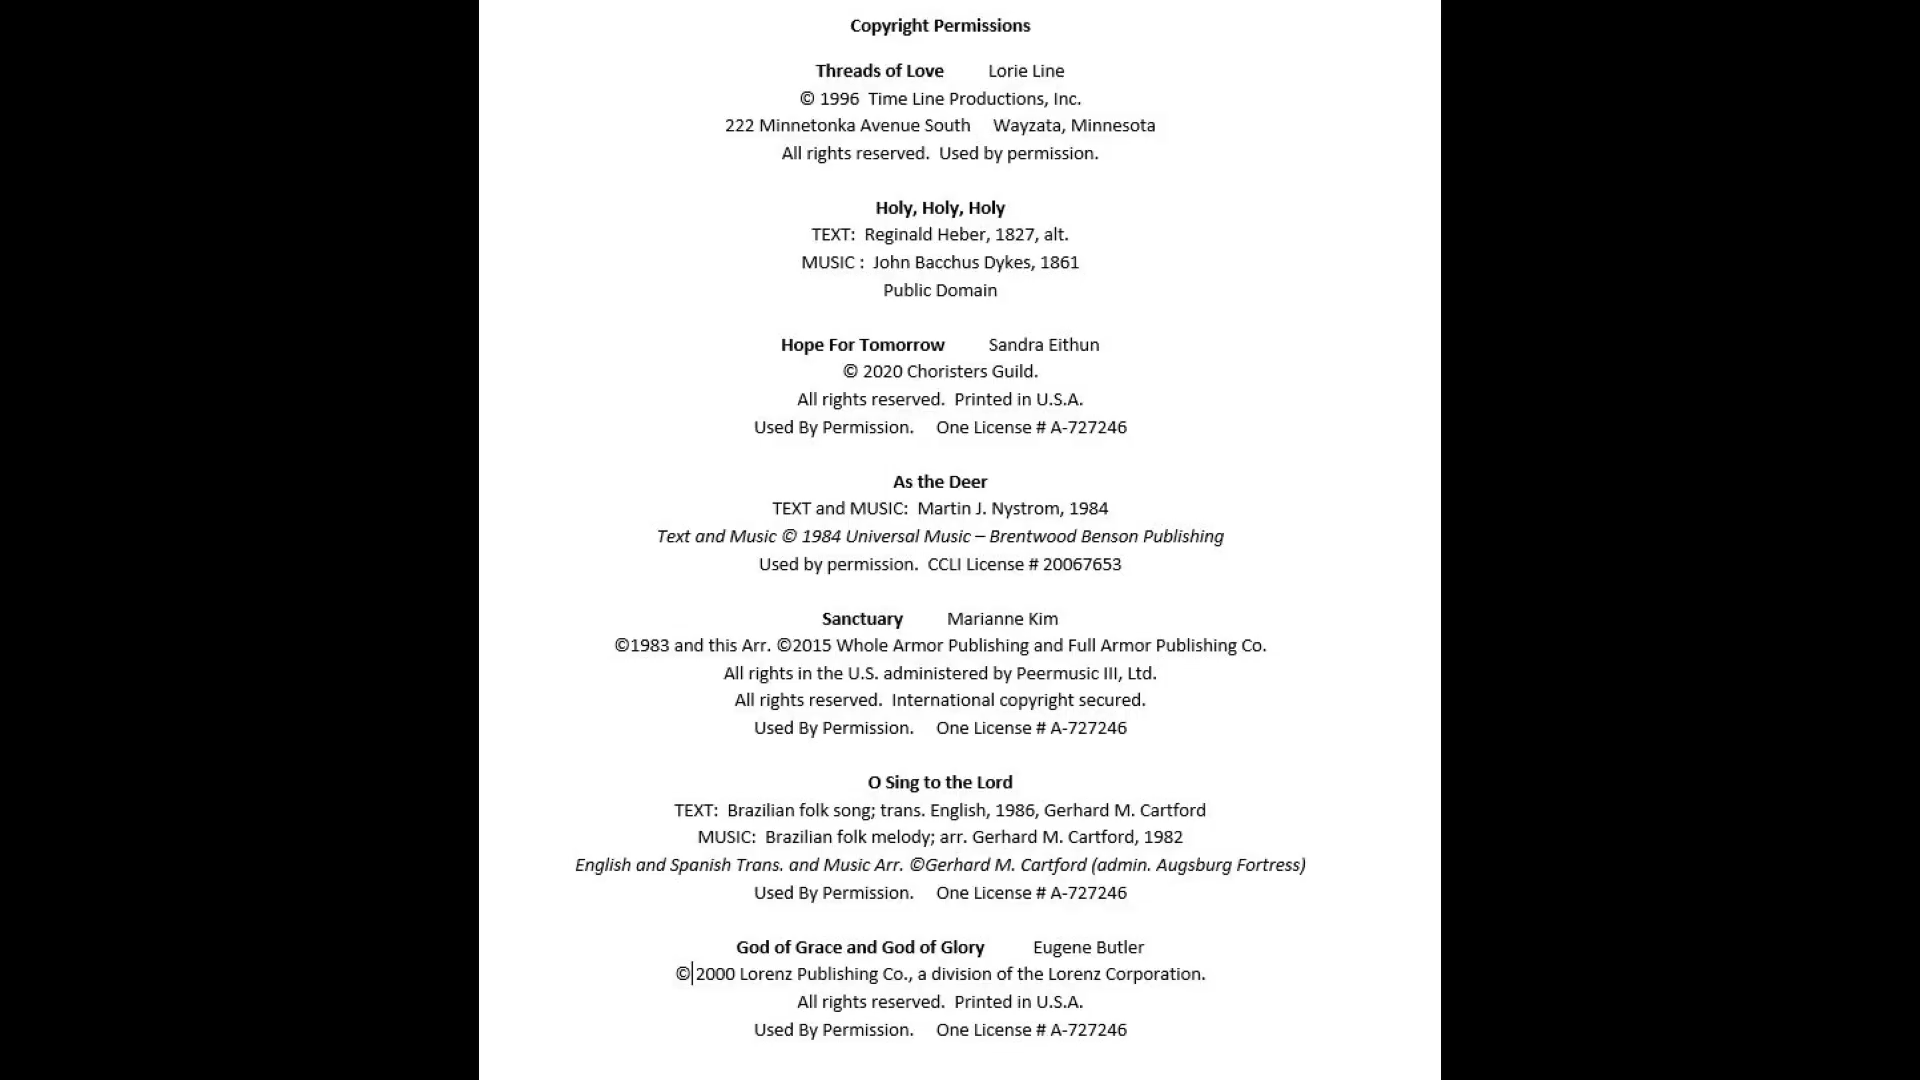 Copyright Permissions
Threads of Love Lorie Line
© 1996 Time Line Productions, Inc.
222 Minnetonka Avenue South Wayzata, Minnesota
All rights reserved. Used by permission.
Holy, Holy, Holy
TEXT: Reginald Heber, 1827, alt.
MUSIC : John Bacchus Dykes, 1861
Public Domain
Hope For Tomorrow Sandra Eithun
© 2020 Choristers Guild.
All rights reserved. Printed in U.S.A.
Used By Permission. One License # A-727246
As the Deer
TEXT and MUSIC: Martin J. Nystrom, 1984
Text and Music © 1984 Universal Music – Brentwood Benson Publishing
Used by permission. CCLI License # 20067653
Sanctuary Marianne Kim
©1983 and this Arr. ©2015 Whole Armor Publishing and Full Armor Publishing Co.
All rights in the U.S. administered by Peermusic III, Ltd.
All rights reserved. International copyright secured.
Used By Permission. One License # A-727246
O Sing to the Lord
TEXT: Brazilian folk song; trans. English, 1986, Gerhard M. Cartford
MUSIC: Brazilian folk melody; arr. Gerhard M. Cartford, 1982
English and Spanish Trans. and Music Arr. ©Gerhard M. Cartford (admin. Augsburg Fortress)
Used By Permission. One License # A-727246
God of Grace and God of Glory Eugene Butler
© 2000 Lorenz Publishing Co., a division of the Lorenz Corporation.
All rights reserved. Printed in U.S.A.
Used By Permission. One License # A-727246